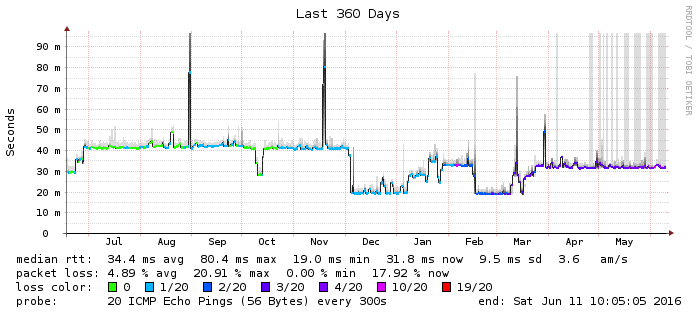 Last 360 Days
RRDTOOL / TOBI OETIKER
Seconds
90 m
80 m
70 m
60 m
50 m
40 m
30 m
20 m
10 m
0
Jul Aug Sep Oct Nov Dec Jan Feb Mar Apr May
median rtt: 34.4 ms avg 80.4 ms max 19.0 ms min 31.8 ms now 9.5 ms sd 3.6 am/s
packet loss: 4.89 % avg 20.91 % max 0.00 % min 17.92 % now
loss color: 0 1/20 2/20 3/20 4/20 10/20 19/20
probe: 20 ICMP Echo Pings (56 Bytes) every 300s end: Sat Jun 11 10:05:05 2016